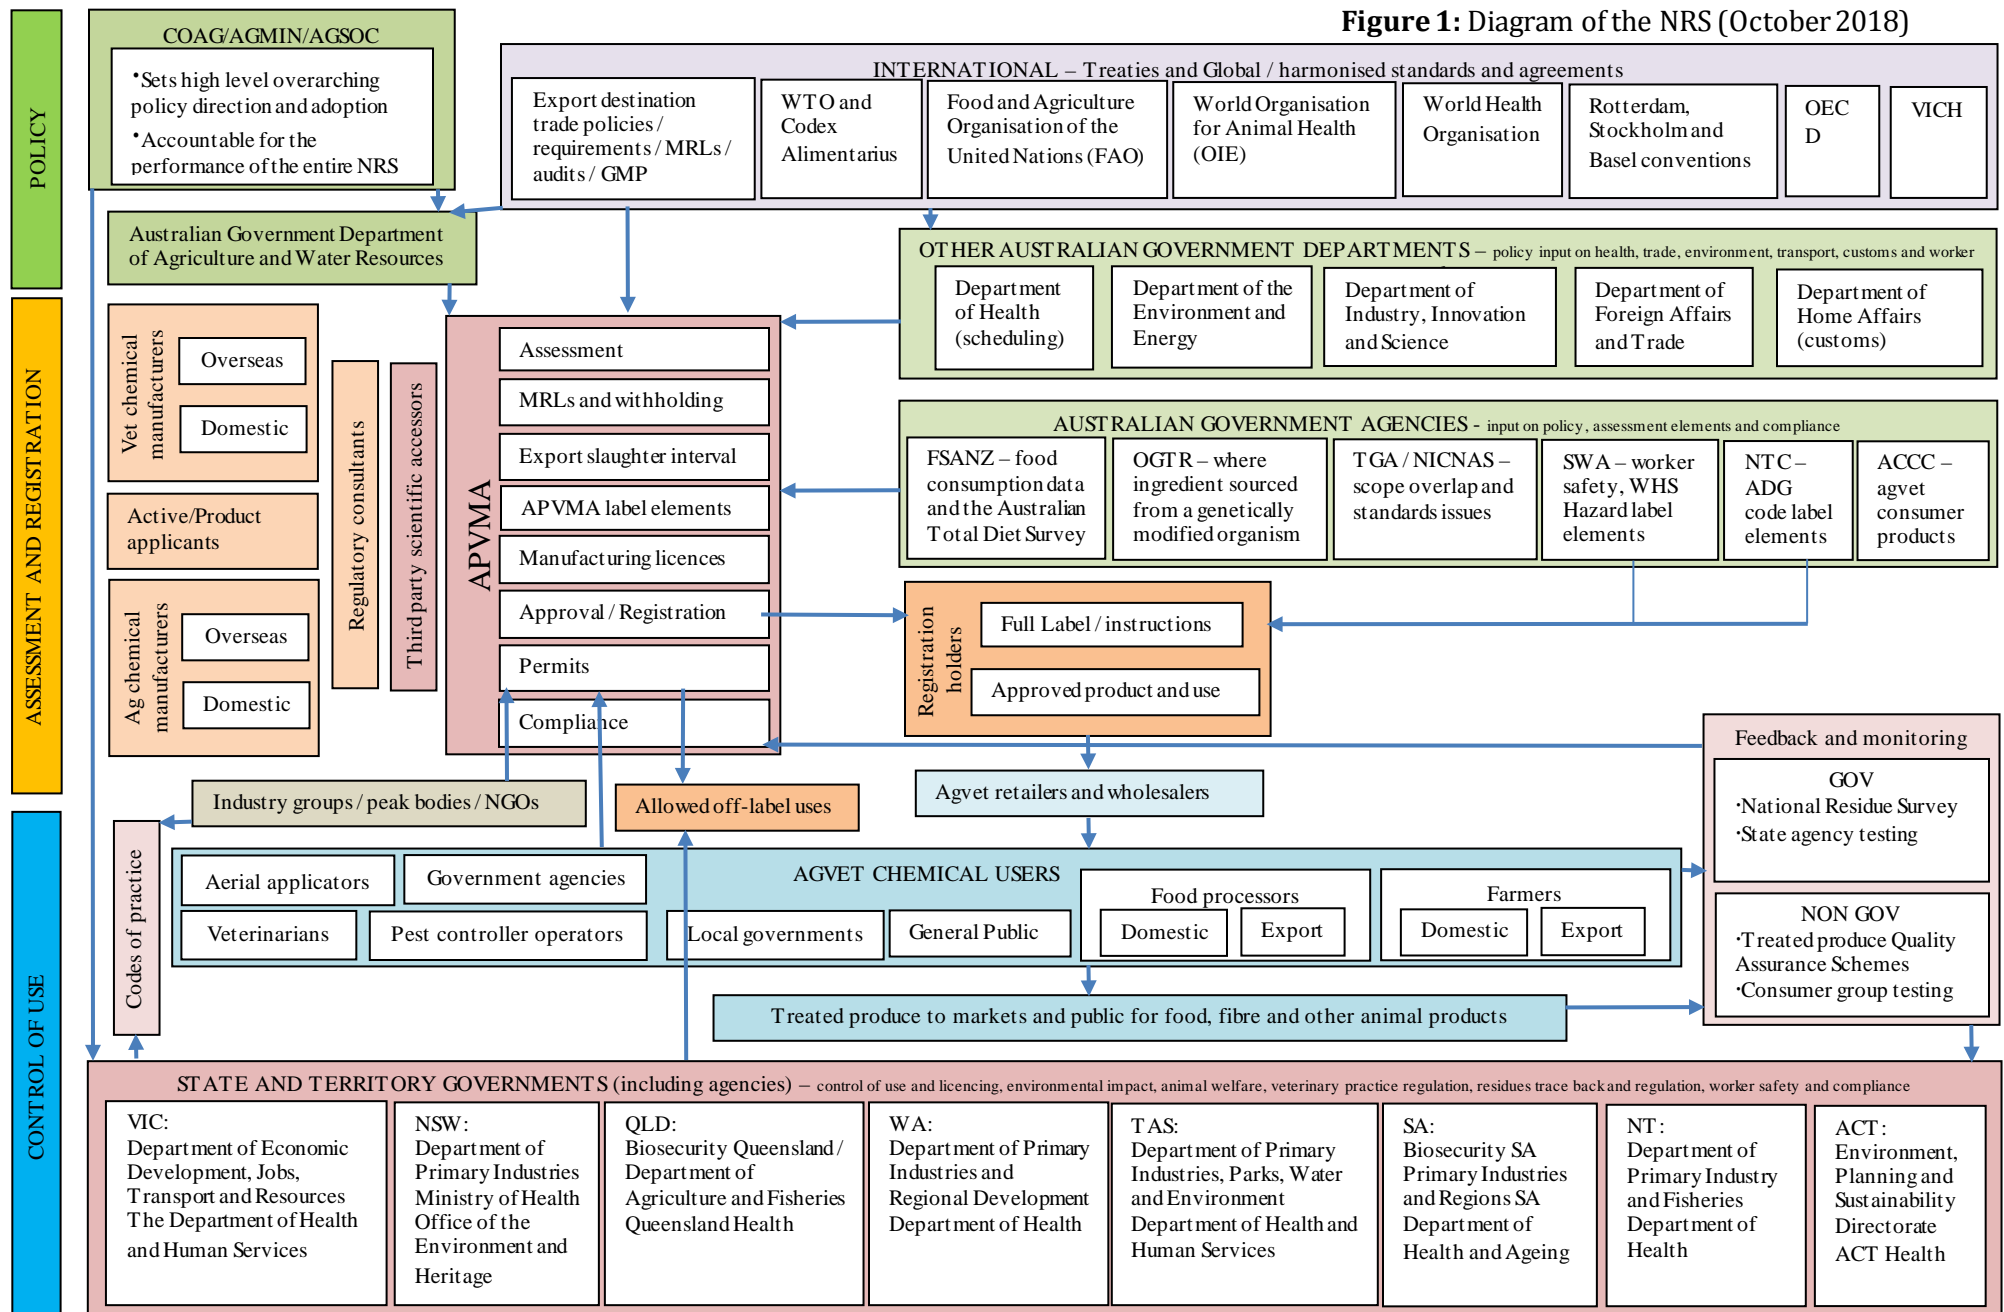 Figure 1: Diagram of the NRS (October 2018)
POLICY
COAG/AGMIN/AGSOC
•Sets high level overarching
policy direction and adoption
•Accountable for the
performance of the entire NRS
INTERNATIONAL – Treaties and Global / harmonised standards and agreements
Export destination
trade policies /
requirements / MRLs /
audits / GMP
WTO and
Codex
Alimentarius
Food and Agriculture
Organisation of the
United Nations (FAO)
World Organisation
for Animal Health
(OIE)
World Health
Organisation
Rotterdam,
Stockholm and
Basel conventions
OEC
D
VICH
Australian Government Department
of Agriculture and Water Resources
OTHER AUSTRALIAN GOVERNMENT DEPARTMENTS – policy input on health, trade, environment, transport, customs and worker
Department
of Health
(scheduling)
Department of the
Environment and
Energy
Department of
Industry, Innovation
and Science
Department of
Foreign Affairs
and Trade
Department of
Home Affairs
(customs)
ASSESSMENT AND REGISTRATION
Vet chemical
manufacturers
Overseas
Domestic
Active/Product
applicants
Ag chemical
manufacturers
Overseas
Domestic
Regulatory consultants
Third party scientific accessors
APVMA
Assessment
MRLs and withholding
Export slaughter interval
APVMA label elements
Manufacturing licences
Approval / Registration
Permits
Compliance
AUSTRALIAN GOVERNMENT AGENCIES - input on policy, assessment elements and compliance
FSANZ – food
consumption data
and the Australian
Total Diet Survey
OGTR – where
ingredient sourced
from a genetically
modified organism
TGA / NICNAS –
scope overlap and
standards issues
SWA – worker
safety, WHS
Hazard label
elements
NTC –
ADG
code label
elements
ACCC –
agvet
consumer
products
Registration
holders
Full Label / instructions
Approved product and use
Feedback and monitoring
GOV
•National Residue Survey
•State agency testing
NON GOV
•Treated produce Quality
Assurance Schemes
•Consumer group testing
Industry groups / peak bodies / NGOs
Allowed off-label uses
Agvet retailers and wholesalers
CONTROL OF USE
Codes of practice
AGVET CHEMICAL USERS
Aerial applicators
Government agencies
Veterinarians
Pest controller operators
Local governments
General Public
Food processors
Domestic
Export
Farmers
Domestic
Export
Treated produce to markets and public for food, fibre and other animal products
STATE AND TERRITORY GOVERNMENTS (including agencies) – control of use and licencing, environmental impact, animal welfare, veterinary practice regulation, residues trace back and regulation, worker safety and compliance
VIC:
Department of Economic
Development, Jobs,
Transport and Resources
The Department of Health
and Human Services
NSW:
Department of
Primary Industries
Ministry of Health
Office of the
Environment and
Heritage
QLD:
Biosecurity Queensland /
Department of
Agriculture and Fisheries
Queensland Health
WA:
Department of Primary
Industries and
Regional Development
Department of Health
TAS:
Department of Primary
Industries, Parks, Water
and Environment
Department of Health and
Human Services
SA:
Biosecurity SA
Primary Industries
and Regions SA
Department of
Health and Ageing
NT:
Department of
Primary Industry
and Fisheries
Department of
Health
ACT:
Environment,
Planning and
Sustainability
Directorate
ACT Health